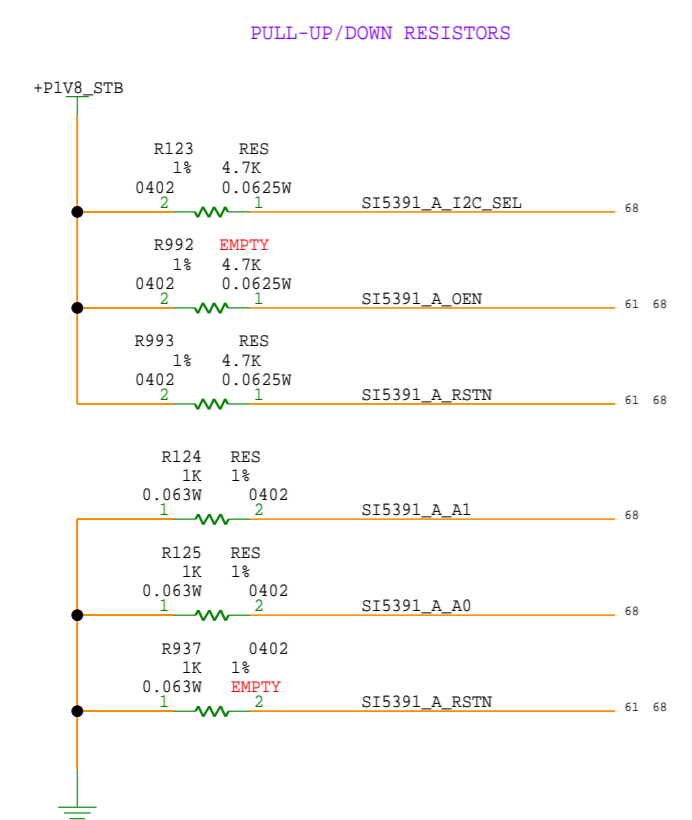 PULL-UP/DOWN RESISTORS
+P1V8_STB
R123 RES
1% 4.7K
0402 0.0625W
2 1 SI5391_A_I2C_SEL 68
R992 EMPTY
1% 4.7K
0402 0.0625W
2 1 SI5391_A_OEN 61 68
R993 RES
1% 4.7K
0402 0.0625W
2 1 SI5391_A_RSTN 61 68
R124 RES
1K 1%
0.063W 0402
1 2 SI5391_A_A1 68
R125 RES
1K 1%
0.063W 0402
1 2 SI5391_A_A0 68
R937 0402
1K 1%
0.063W EMPTY
1 2 SI5391_A_RSTN 61 68